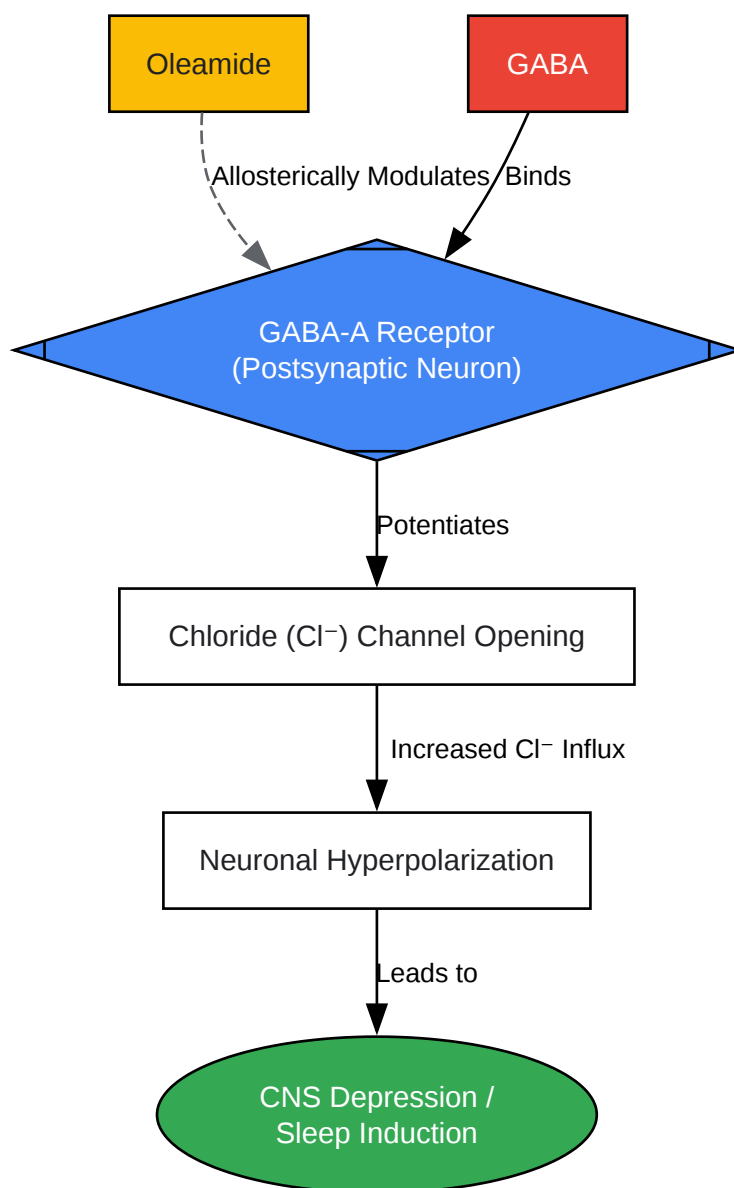 Oleamide
GABA
Allosterically Modulates
Binds
GABA-A Receptor
(Postsynaptic Neuron)
Potentiates
Chloride (Cl⁻) Channel Opening
Increased Cl⁻ Influx
Neuronal Hyperpolarization
Leads to
CNS Depression /
Sleep Induction